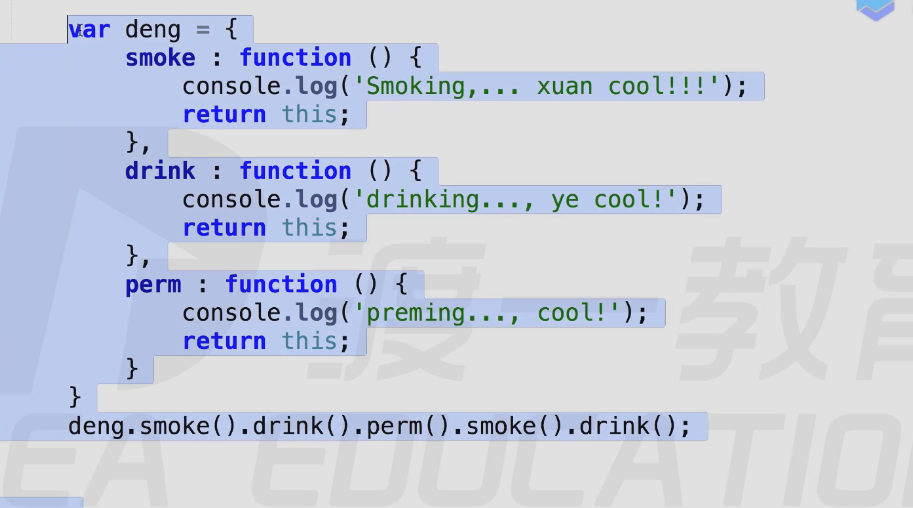 var deng = {
    smoke : function () {
        console.log('Smoking,... xuan cool!!!');
        return this;
    },
    drink : function () {
        console.log('drinking..., ye cool!');
        return this;
    },
    perm : function () {
        console.log('preming..., cool!');
        return this;
    }
}
deng.smoke().drink().perm().smoke().drink();
渡一教育
EA EDUCATION